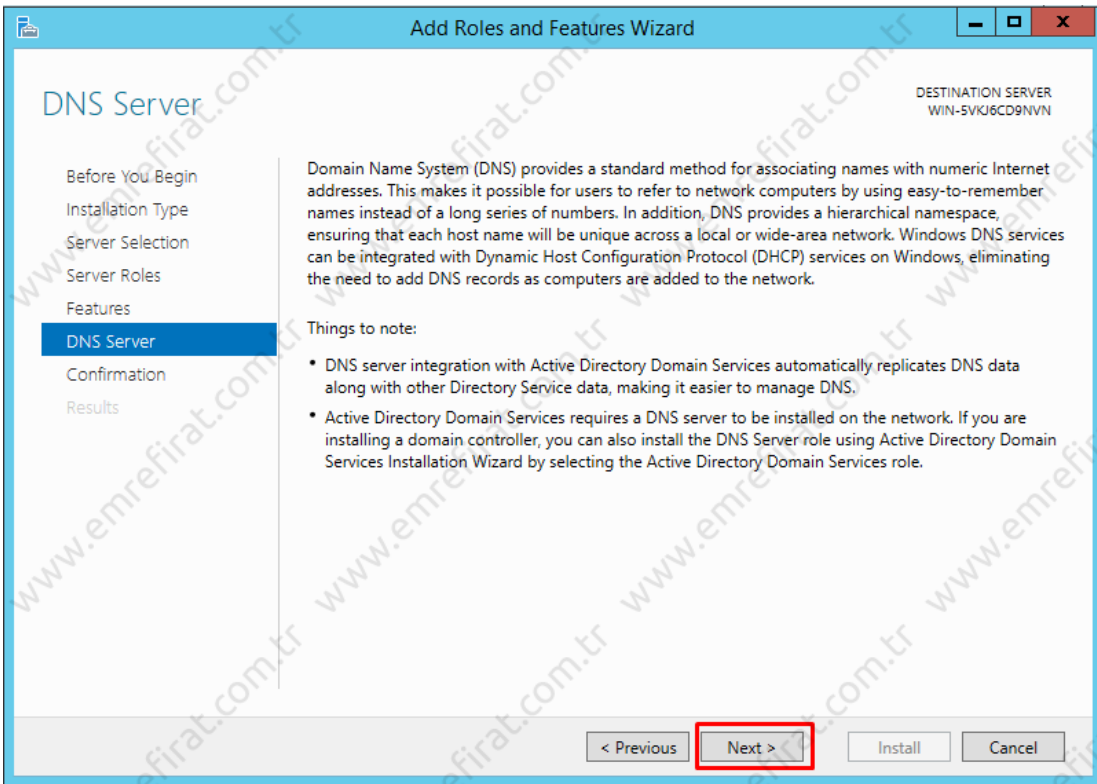 Add Roles and Features Wizard
DNS Server
DESTINATION SERVER
WIN-5VKJ6CD9NVN
Before You Begin
Installation Type
Server Selection
Server Roles
Features
DNS Server
Confirmation
Results
Domain Name System (DNS) provides a standard method for associating names with numeric Internet
addresses. This makes it possible for users to refer to network computers by using easy-to-remember
names instead of a long series of numbers. In addition, DNS provides a hierarchical namespace,
ensuring that each host name will be unique across a local or wide-area network. Windows DNS services
can be integrated with Dynamic Host Configuration Protocol (DHCP) services on Windows, eliminating
the need to add DNS records as computers are added to the network.
Things to note:
• DNS server integration with Active Directory Domain Services automatically replicates DNS data
along with other Directory Service data, making it easier to manage DNS.
• Active Directory Domain Services requires a DNS server to be installed on the network. If you are
installing a domain controller, you can also install the DNS Server role using Active Directory Domain
Services Installation Wizard by selecting the Active Directory Domain Services role.
< Previous
Next >
Install
Cancel
www.emrefirat.com.tr